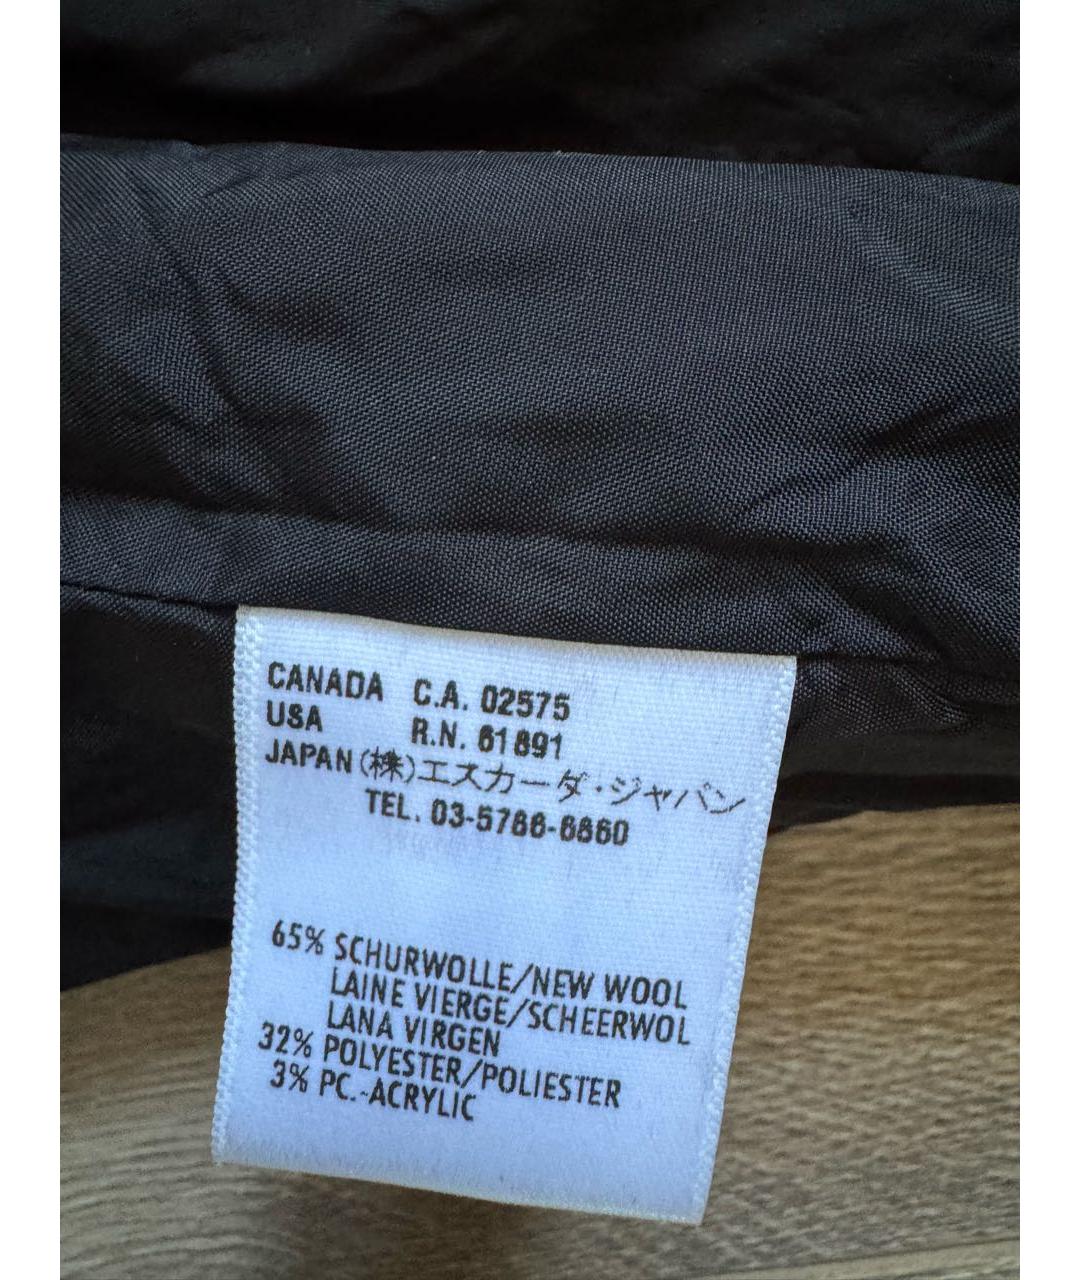 CANADA C.A. 02575
USA R.N. 61891
JAPAN (株)エスカーダ・ジャパン
TEL. 03-5766-6660
65% SCHURWOLLE/NEW WOOL
LAINE VIERGE/SCHEERWOL
LANA VIRGEN
32% POLYESTER/POLIESTER
3% PC.-ACRYLIC